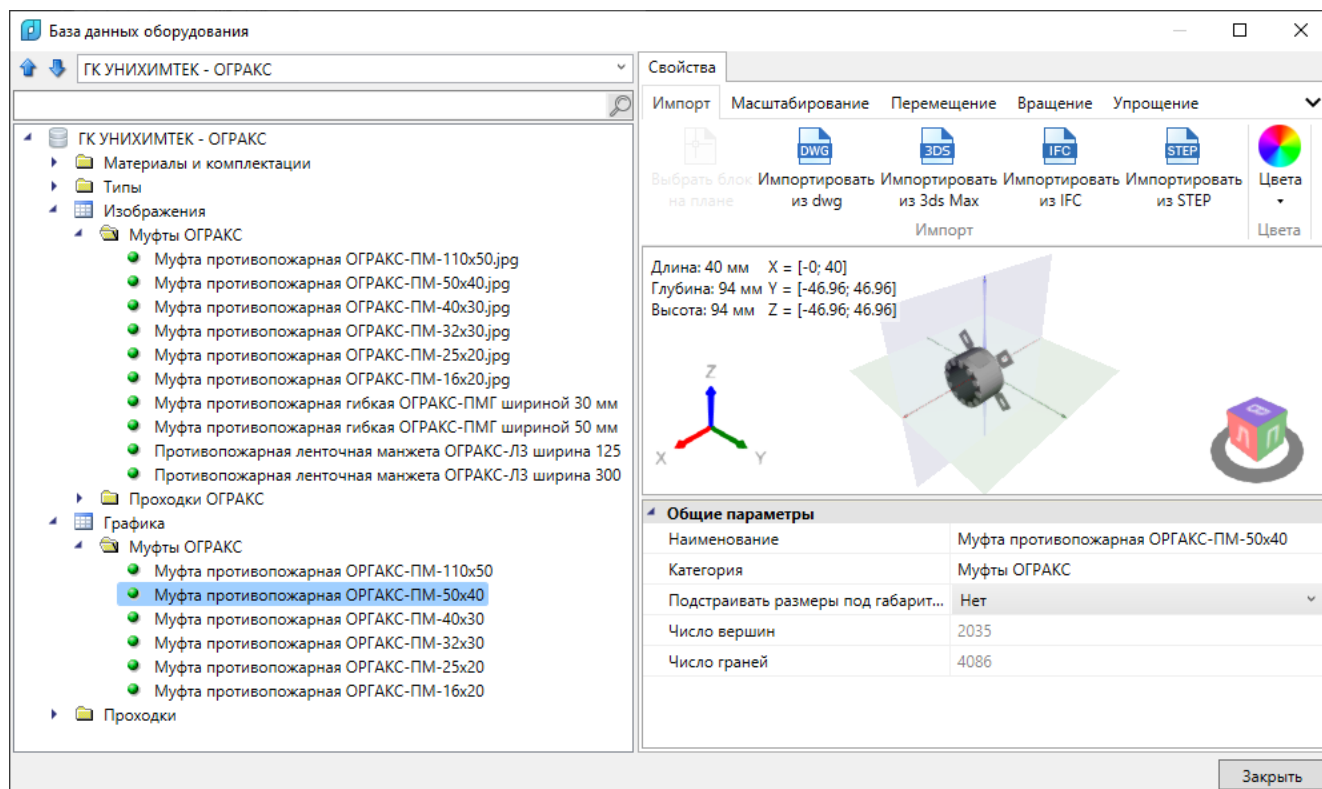 База данных оборудования
ГК УНИХИМТЕК - ОГРАКС
ГК УНИХИМТЕК - ОГРАКС
Материалы и комплектации
Типы
Изображения
Муфты ОГРАКС
Муфта противопожарная ОГРАКС-ПМ-110x50.jpg
Муфта противопожарная ОГРАКС-ПМ-50x40.jpg
Муфта противопожарная ОГРАКС-ПМ-40x30.jpg
Муфта противопожарная ОГРАКС-ПМ-32x30.jpg
Муфта противопожарная ОГРАКС-ПМ-25x20.jpg
Муфта противопожарная ОГРАКС-ПМ-16x20.jpg
Муфта противопожарная гибкая ОГРАКС-ПМГ шириной 30 мм
Муфта противопожарная гибкая ОГРАКС-ПМГ шириной 50 мм
Противопожарная ленточная манжета ОГРАКС-Л3 ширина 125
Противопожарная ленточная манжета ОГРАКС-Л3 ширина 300
Проходки ОГРАКС
Графика
Муфты ОГРАКС
Муфта противопожарная ОРГАКС-ПМ-110x50
Муфта противопожарная ОРГАКС-ПМ-50x40
Муфта противопожарная ОРГАКС-ПМ-40x30
Муфта противопожарная ОРГАКС-ПМ-32x30
Муфта противопожарная ОРГАКС-ПМ-25x20
Муфта противопожарная ОРГАКС-ПМ-16x20
Проходки
Свойства
Импорт Масштабирование Перемещение Вращение Упрощение
DWG 3DS IFC STEP
Выбрать блок Импортировать Импортировать Импортировать Импортировать Цвета
на плане из dwg из 3ds Max из IFC из STEP
Импорт Цвета
Длина: 40 мм X = [-0; 40]
Глубина: 94 мм Y = [-46.96; 46.96]
Высота: 94 мм Z = [-46.96; 46.96]
Z
X Y
В
Л П
Общие параметры
Наименование Муфта противопожарная ОРГАКС-ПМ-50x40
Категория Муфты ОГРАКС
Подстраивать размеры под габарит... Нет
Число вершин 2035
Число граней 4086
Закрыть